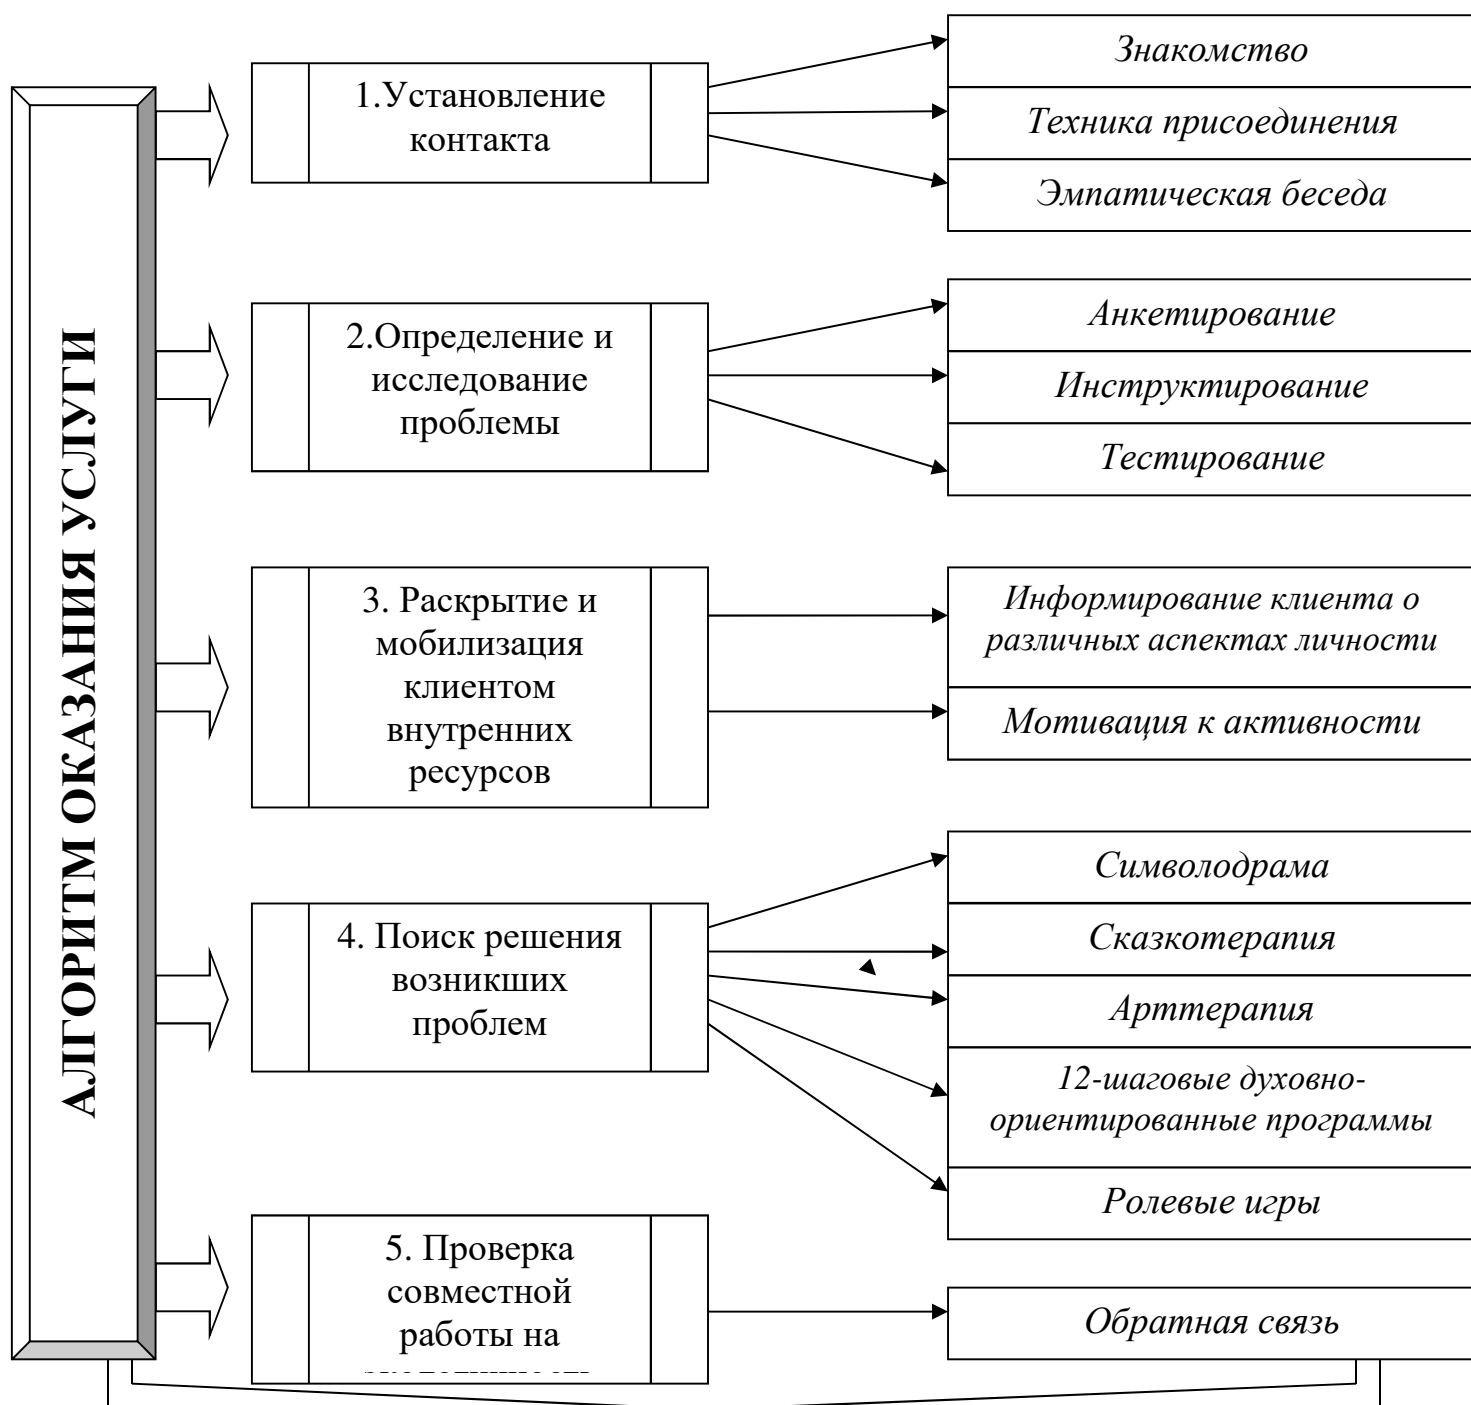 АЛГОРИТМ ОКАЗАНИЯ УСЛУГИ
1.Установление
контакта
Знакомство
Техника присоединения
Эмпатическая беседа
2.Определение и
исследование
проблемы
Анкетирование
Инструктирование
Тестирование
3. Раскрытие и
мобилизация
клиентом
внутренних
ресурсов
Информирование клиента о
различных аспектах личности
Мотивация к активности
4. Поиск решения
возникших
проблем
Символодрама
Сказкотерапия
Арттерапия
12-шаговые духовно-
ориентированные программы
Ролевые игры
5. Проверка
совместной
работы на
Обратная связь